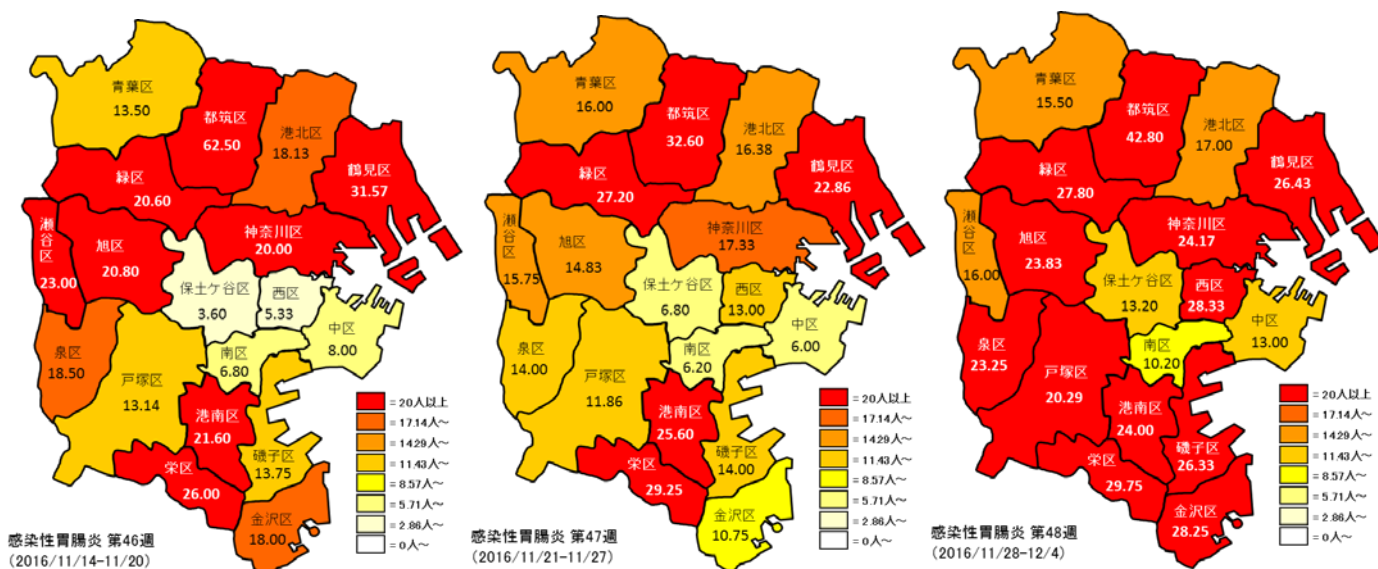 青葉区
13.50
都筑区
62.50
港北区
18.13
鶴見区
31.57
緑区
20.60
瀬谷区
23.00
旭区
20.80
神奈川区
20.00
保土ケ谷区
3.60
西区
5.33
中区
8.00
南区
6.80
泉区
18.50
戸塚区
13.14
港南区
21.60
磯子区
13.75
栄区
26.00
金沢区
18.00
=20人以上
=17.14人～
=14.29人～
=11.43人～
=8.57人～
=5.71人～
=2.86人～
=0人～
感染性胃腸炎 第46週
(2016/11/14-11/20)
青葉区
16.00
都筑区
32.60
港北区
16.38
鶴見区
22.86
緑区
27.20
瀬谷区
15.75
旭区
14.83
神奈川区
17.33
保土ケ谷区
6.80
西区
13.00
中区
6.00
南区
6.20
泉区
14.00
戸塚区
11.86
港南区
25.60
磯子区
14.00
栄区
29.25
金沢区
10.75
=20人以上
=17.14人～
=14.29人～
=11.43人～
=8.57人～
=5.71人～
=2.86人～
=0人～
感染性胃腸炎 第47週
(2016/11/21-11/27)
青葉区
15.50
都筑区
42.80
港北区
17.00
鶴見区
26.43
緑区
27.80
瀬谷区
16.00
旭区
23.83
神奈川区
24.17
保土ケ谷区
13.20
西区
28.33
中区
13.00
南区
10.20
泉区
23.25
戸塚区
20.29
港南区
24.00
磯子区
26.33
栄区
29.75
金沢区
28.25
=20人以上
=17.14人～
=14.29人～
=11.43人～
=8.57人～
=5.71人～
=2.86人～
=0人～
感染性胃腸炎 第48週
(2016/11/28-12/4)